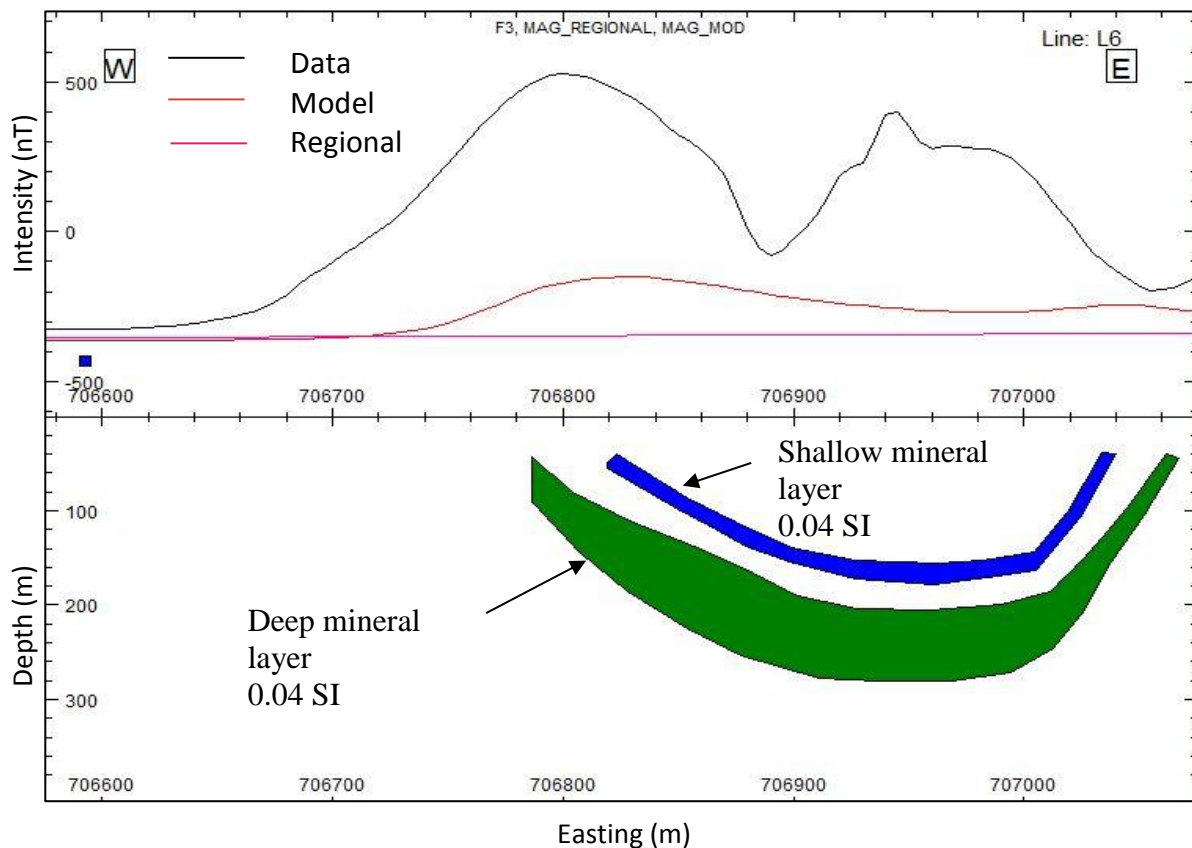 F3, MAG_REGIONAL, MAG_MOD
Line: L6
W
E
Data
Model
Regional
Intensity (nT)
500
0
-500
706600
706700
706800
706900
707000
Shallow mineral
layer
0.04 SI
Deep mineral
layer
0.04 SI
Depth (m)
100
200
300
706600
706700
706800
706900
707000
Easting (m)